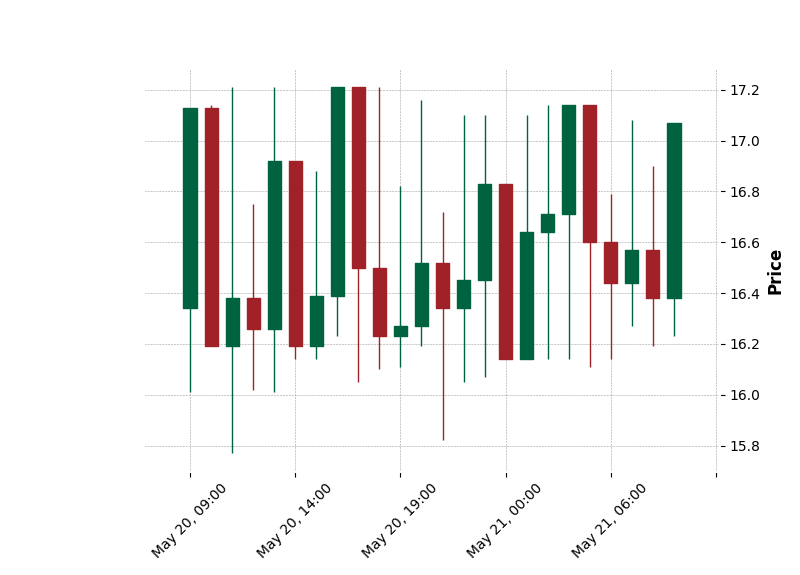 17.2
17.0
16.8
16.6
16.4
16.2
16.0
15.8
Price
May 20, 09:00
May 20, 14:00
May 20, 19:00
May 21, 00:00
May 21, 06:00